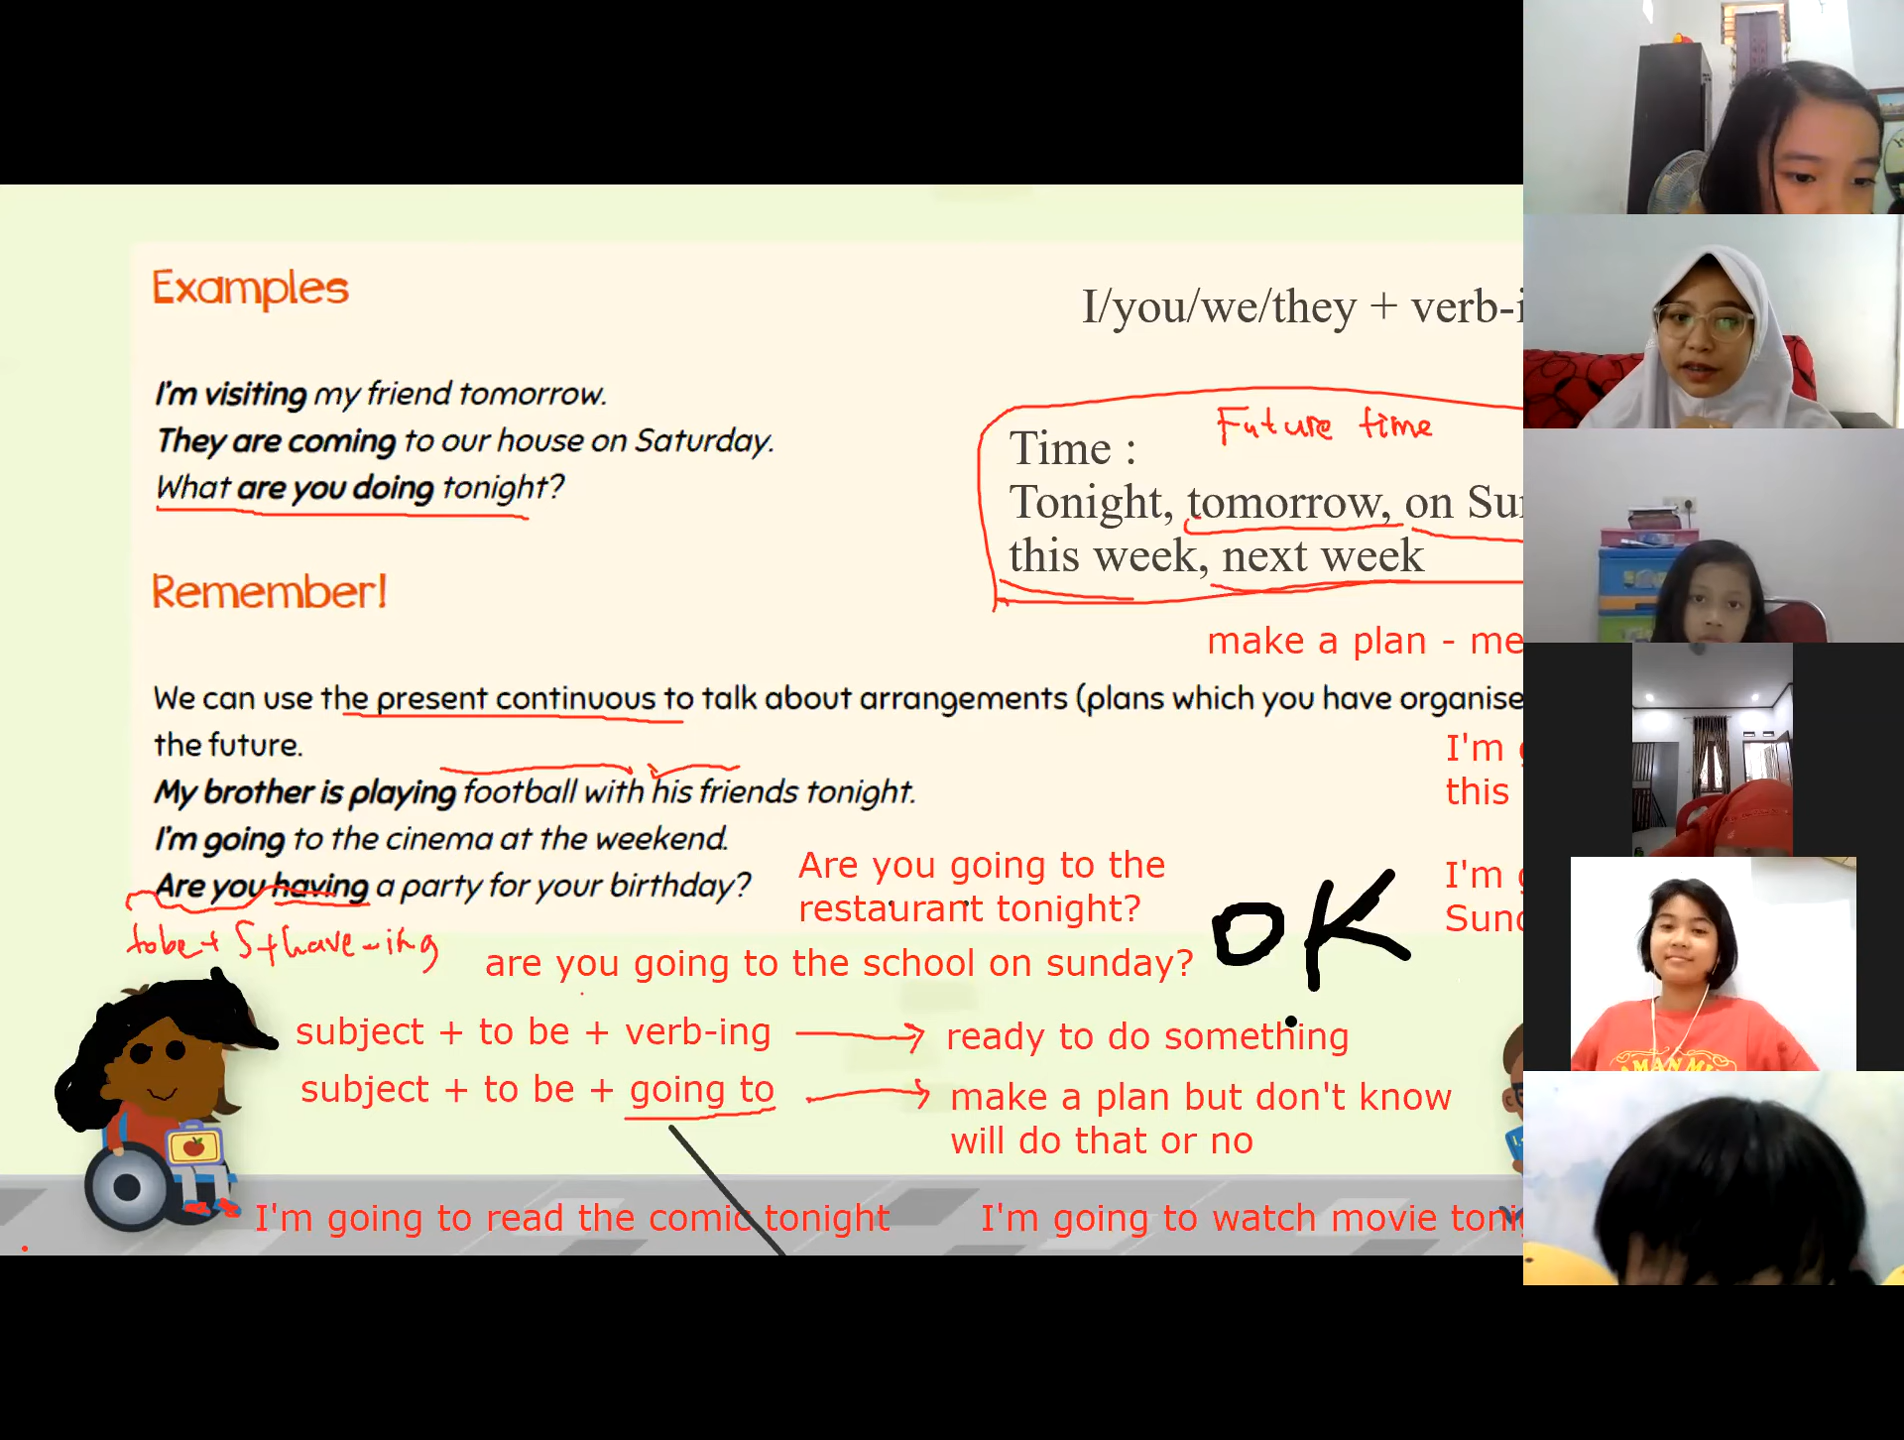 Examples
I/you/we/they + verb-i
I'm visiting my friend tomorrow.
They are coming to our house on Saturday.
What are you doing tonight?
Future time
Time :
Tonight, tomorrow, on Su
this week, next week
Remember!
make a plan - me
We can use the present continuous to talk about arrangements (plans which you have organise
the future.
I'm g
this
My brother is playing football with his friends tonight.
I'm going to the cinema at the weekend.
Are you having a party for your birthday?
Are you going to the
restaurant tonight?
OK
I'm g
Sund
tobe + S + have - ing
are you going to the school on sunday?
subject + to be + verb-ing
ready to do something
subject + to be + going to
make a plan but don't know
will do that or no
I'm going to read the comic tonight
I'm going to watch movie toni